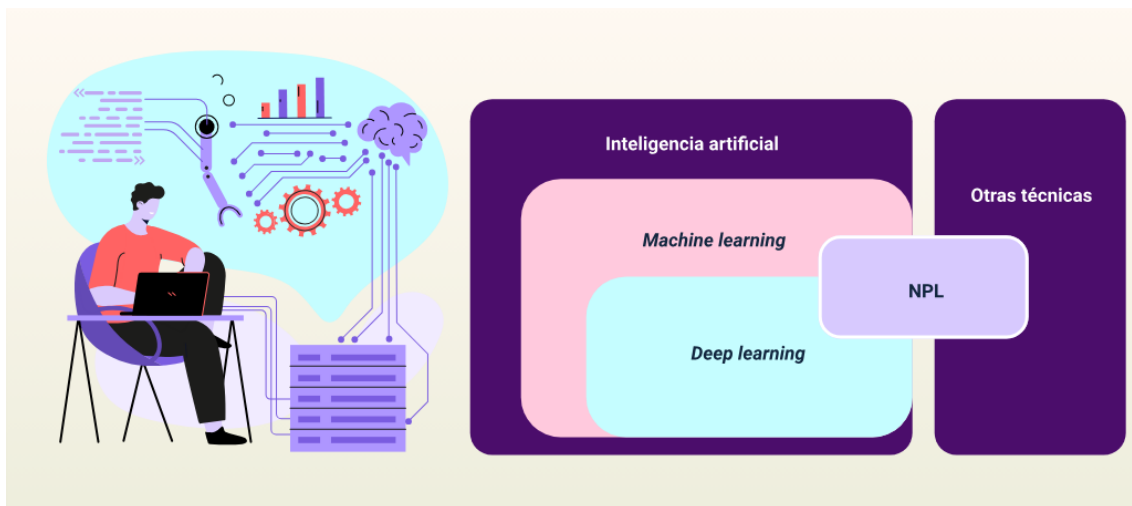 Inteligencia artificial
Otras técnicas
Machine learning
NPL
Deep learning